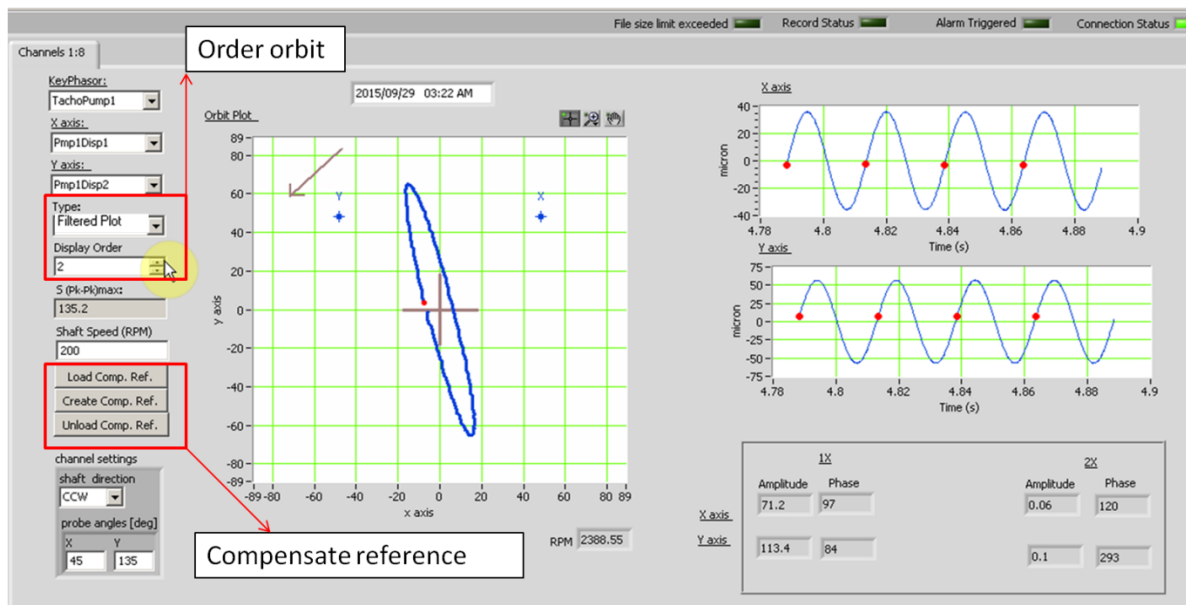 File size limit exceeded Record Status Alarm Triggered Connection Status
Channels 1:8
Order orbit
KeyPhasor:
TachoPump1
X axis:
Pmp1Disp1
Y axis:
Pmp1Disp2
Type:
Filtered Plot
Display Order
2
S (Pk-Pk)max:
135.2
Shaft Speed (RPM)
200
Load Comp. Ref.
Create Comp. Ref.
Unload Comp. Ref.
channel settings
shaft direction
CCW
probe angles [deg]
X Y
45 135
2015/09/29 03:22 AM
Orbit Plot
89
80
60
40
20
0
-20
-40
-60
-80
-89
y axis
Y X
-89 -80 -60 -40 -20 0 20 40 60 80 89
x axis
RPM 2388.55
Compensate reference
X axis
40
20
0
-20
-40
micron
4.78 4.8 4.82 4.84 4.86 4.88 4.9
Time (s)
Y axis
75
50
25
0
-25
-50
-75
micron
4.78 4.8 4.82 4.84 4.86 4.88 4.9
Time (s)
1X 2X
Amplitude Phase Amplitude Phase
X axis 71.2 97 0.06 120
Y axis 113.4 84 0.1 293